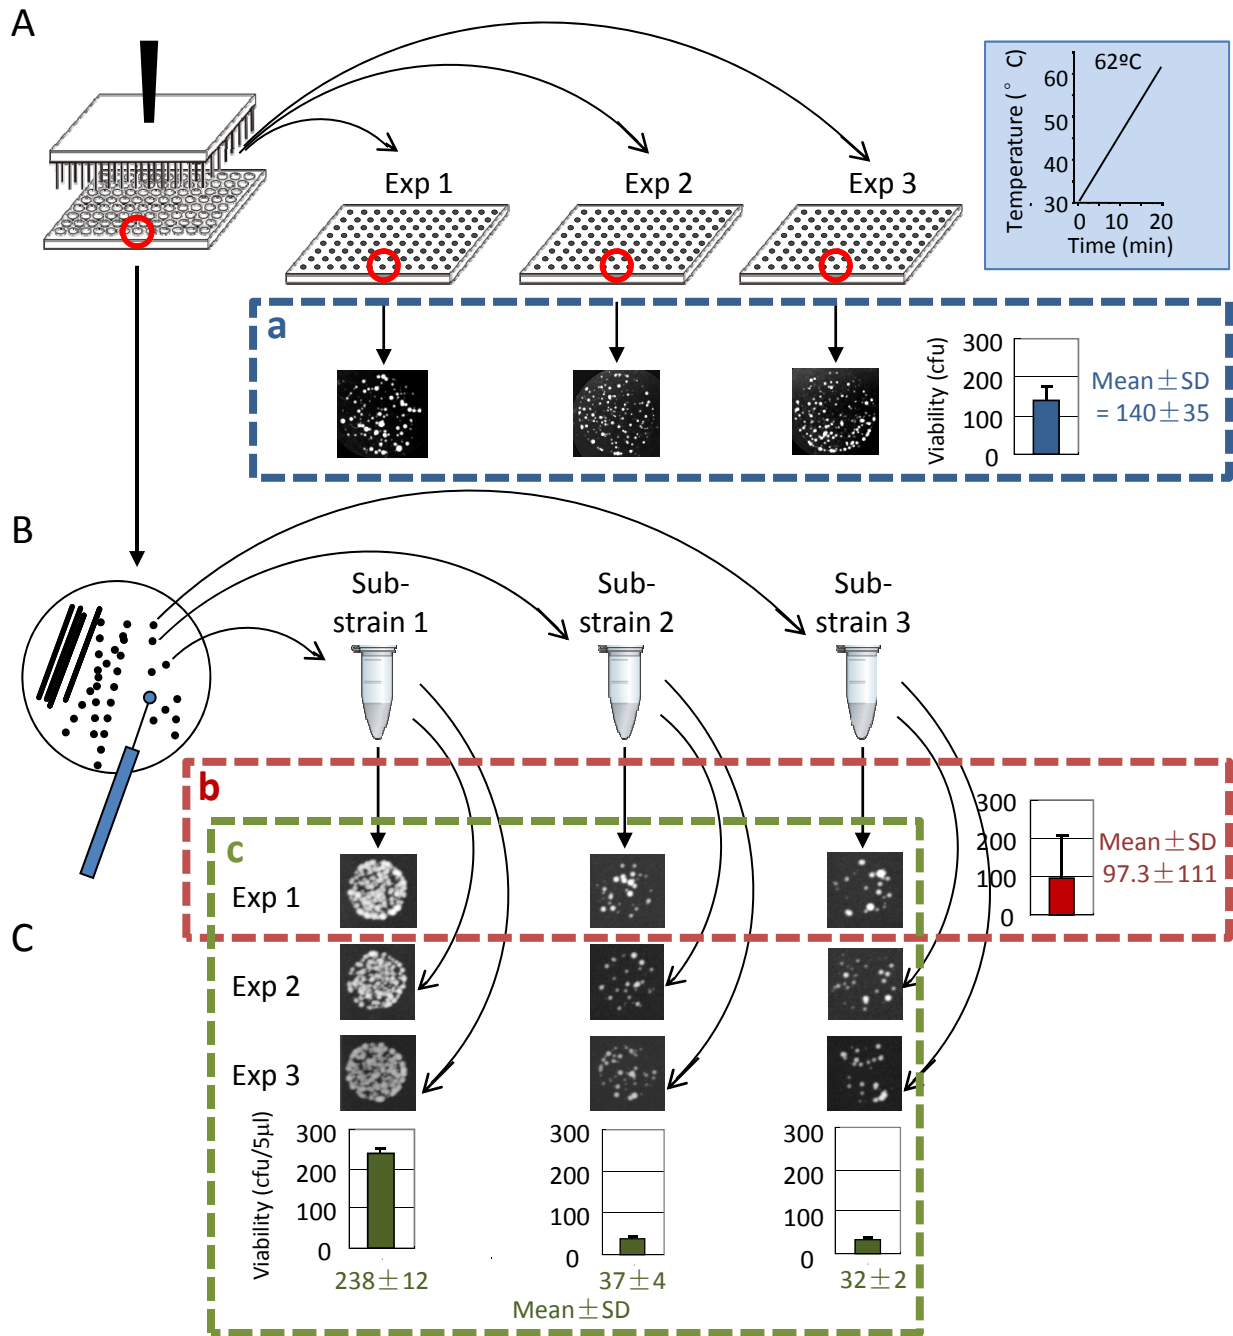 A
Exp 1
Exp 2
Exp 3
Temperature (° C)
60
50
40
30
62ºC
0
10
20
Time (min)
a
Viability (cfu)
300
200
100
0
Mean±SD
= 140±35
B
Sub-
strain 1
Sub-
strain 2
Sub-
strain 3
b
300
200
100
0
Mean±SD
97.3±111
c
Exp 1
C
Exp 2
Exp 3
Viability (cfu/5µl)
300
200
100
0
238±12
300
200
100
0
37±4
300
200
100
0
32±2
Mean±SD